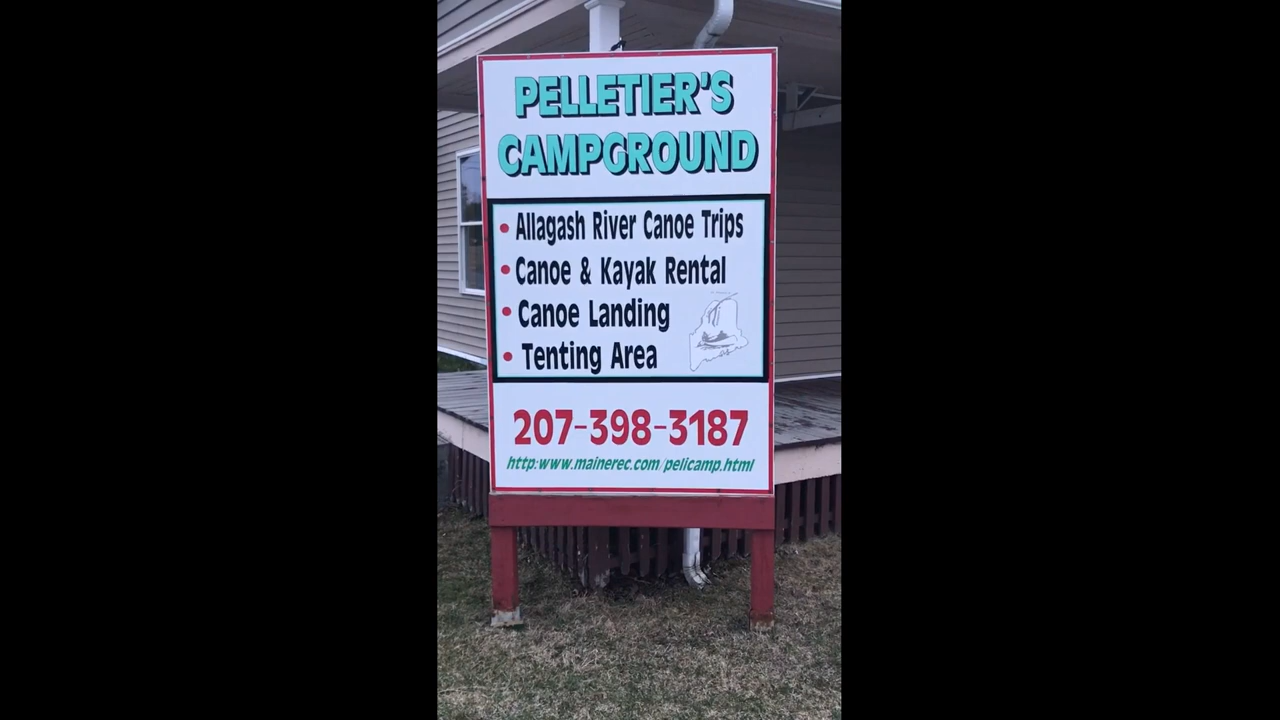 PELLETIER'S
CAMPGROUND
• Allagash River Canoe Trips
• Canoe & Kayak Rental
• Canoe Landing
• Tenting Area
207-398-3187
http:www.mainerec.com/pelicamp.html